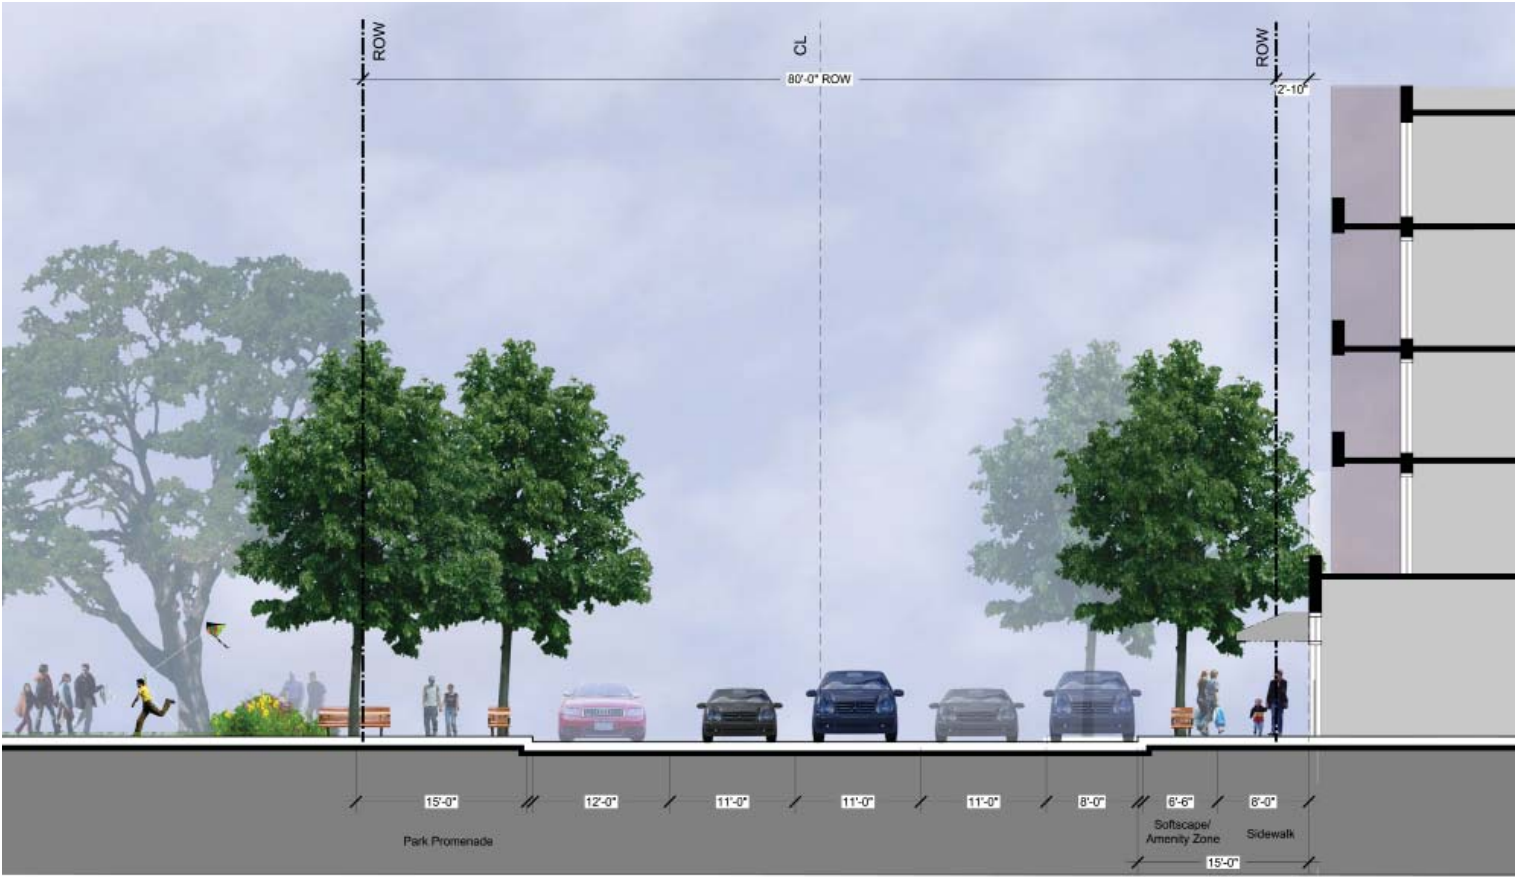 ROW
CL
ROW
80'-0" ROW
2'-10"
15'-0"
12'-0"
11'-0"
11'-0"
11'-0"
8'-0"
6'-6"
8'-0"
Park Promenade
Softscape/
Amenity Zone
Sidewalk
15'-0"